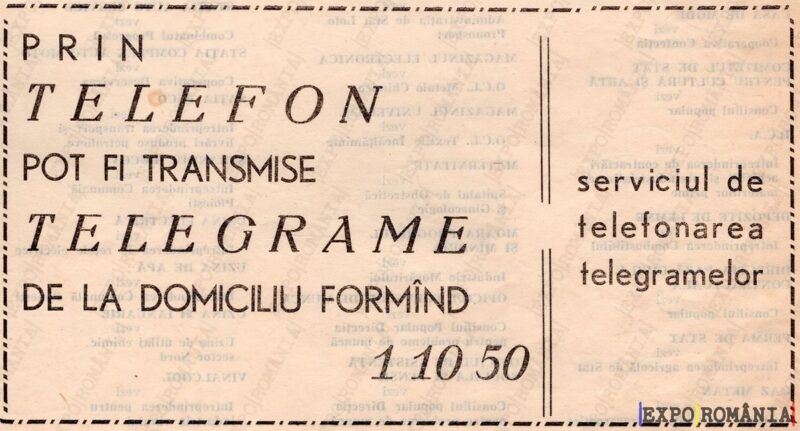 PRIN
TELEFON
POT FI TRANSMISE
TELEGRAME
DE LA DOMICILIU FORMÎND
1 10 50
serviciul de
telefonarea
telegramelor
EXPO ROMÂNIA